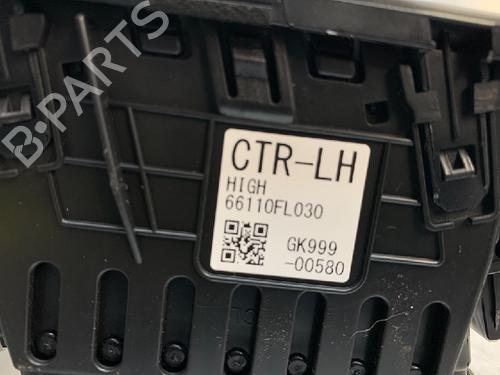 B-PARTS
CTR-LH
HIGH
66110FL030
GK999
-00580